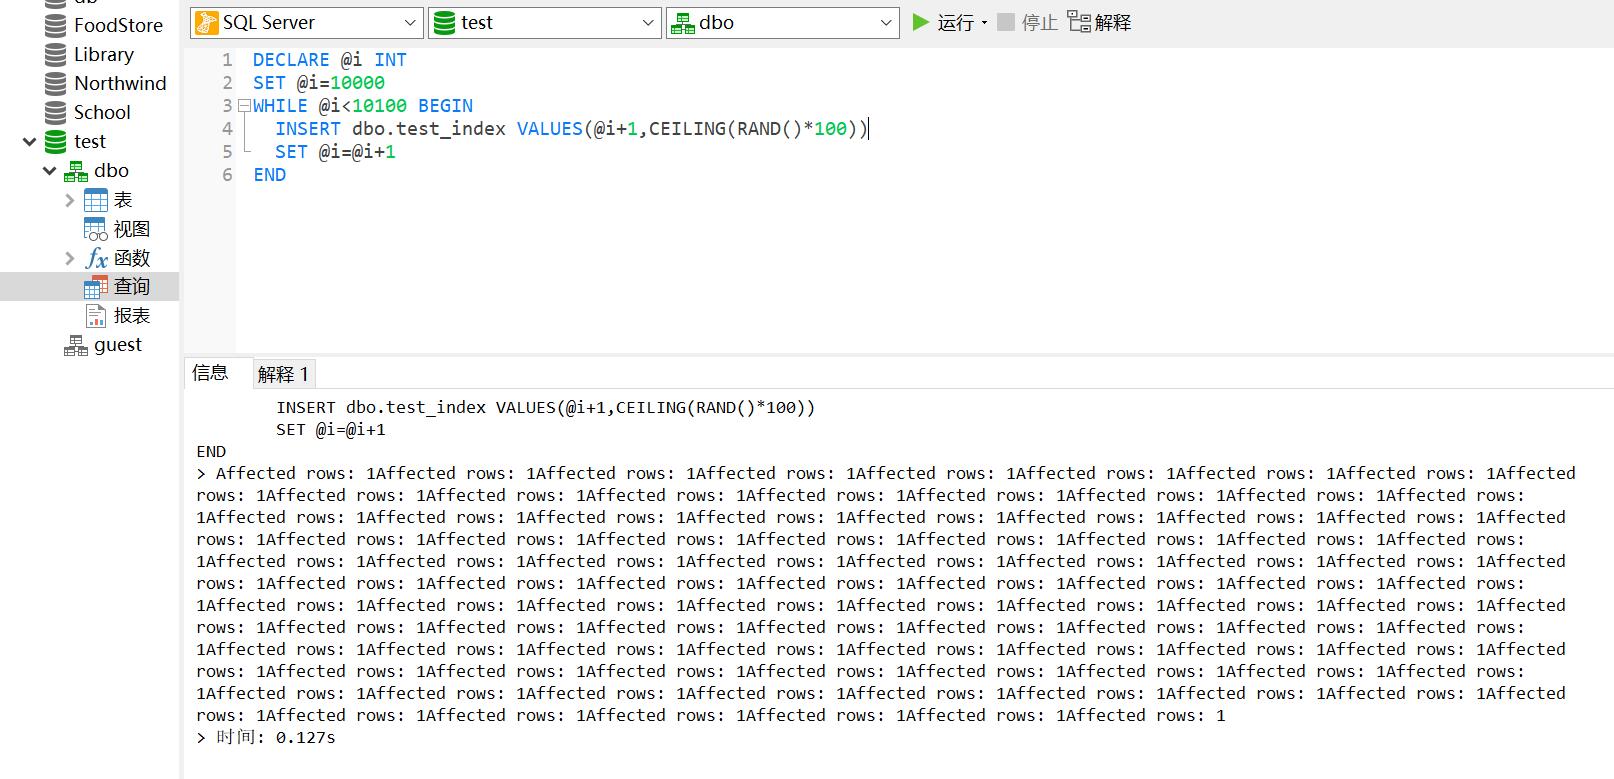 db
FoodStore
Library
Northwind
School
test
dbo
表
视图
fx 函数
查询
报表
guest
SQL Server
test
dbo
运行
停止
解释
1 DECLARE @i INT
2 SET @i=10000
3 WHILE @i<10100 BEGIN
4 INSERT dbo.test_index VALUES(@i+1,CEILING(RAND()*100))
5 SET @i=@i+1
6 END
信息
解释 1
INSERT dbo.test_index VALUES(@i+1,CEILING(RAND()*100))
SET @i=@i+1
END
> Affected rows: 1Affected rows: 1Affected rows: 1Affected rows: 1Affected rows: 1Affected rows: 1Affected rows: 1Affected rows: 1Affected
rows: 1Affected rows: 1Affected rows: 1Affected rows: 1Affected rows: 1Affected rows: 1Affected rows: 1Affected rows: 1Affected rows:
1Affected rows: 1Affected rows: 1Affected rows: 1Affected rows: 1Affected rows: 1Affected rows: 1Affected rows: 1Affected rows: 1Affected
rows: 1Affected rows: 1Affected rows: 1Affected rows: 1Affected rows: 1Affected rows: 1Affected rows: 1Affected rows: 1Affected rows:
1Affected rows: 1Affected rows: 1Affected rows: 1Affected rows: 1Affected rows: 1Affected rows: 1Affected rows: 1Affected rows: 1Affected
rows: 1Affected rows: 1Affected rows: 1Affected rows: 1Affected rows: 1Affected rows: 1Affected rows: 1Affected rows: 1Affected rows:
1Affected rows: 1Affected rows: 1Affected rows: 1Affected rows: 1Affected rows: 1Affected rows: 1Affected rows: 1Affected rows: 1Affected
rows: 1Affected rows: 1Affected rows: 1Affected rows: 1Affected rows: 1Affected rows: 1Affected rows: 1Affected rows: 1Affected rows:
1Affected rows: 1Affected rows: 1Affected rows: 1Affected rows: 1Affected rows: 1Affected rows: 1Affected rows: 1Affected rows: 1Affected
rows: 1Affected rows: 1Affected rows: 1Affected rows: 1Affected rows: 1Affected rows: 1Affected rows: 1Affected rows: 1Affected rows:
1Affected rows: 1Affected rows: 1Affected rows: 1Affected rows: 1Affected rows: 1Affected rows: 1Affected rows: 1Affected rows: 1Affected
rows: 1Affected rows: 1Affected rows: 1Affected rows: 1Affected rows: 1Affected rows: 1Affected rows: 1
> 时间: 0.127s